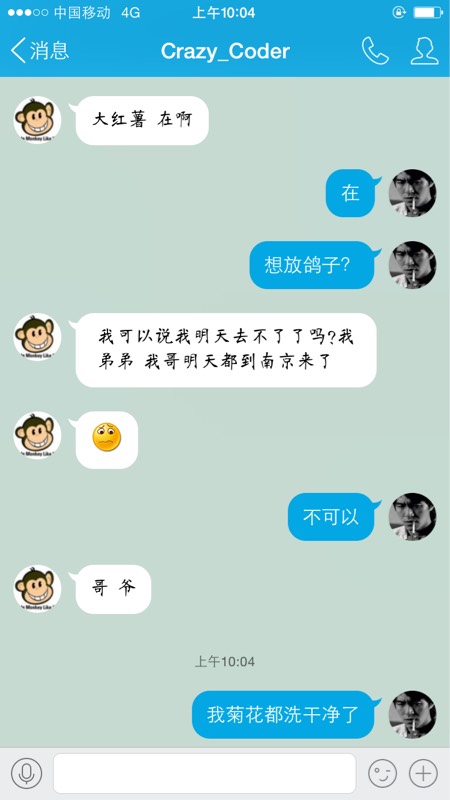 中国移动 4G 上午10:04
消息 Crazy_Coder
大红薯 在啊
在
想放鸽子?
我可以说我明天去不了了吗?我
弟弟 我哥明天都到南京来了
不可以
哥 爷
上午10:04
我菊花都洗干净了